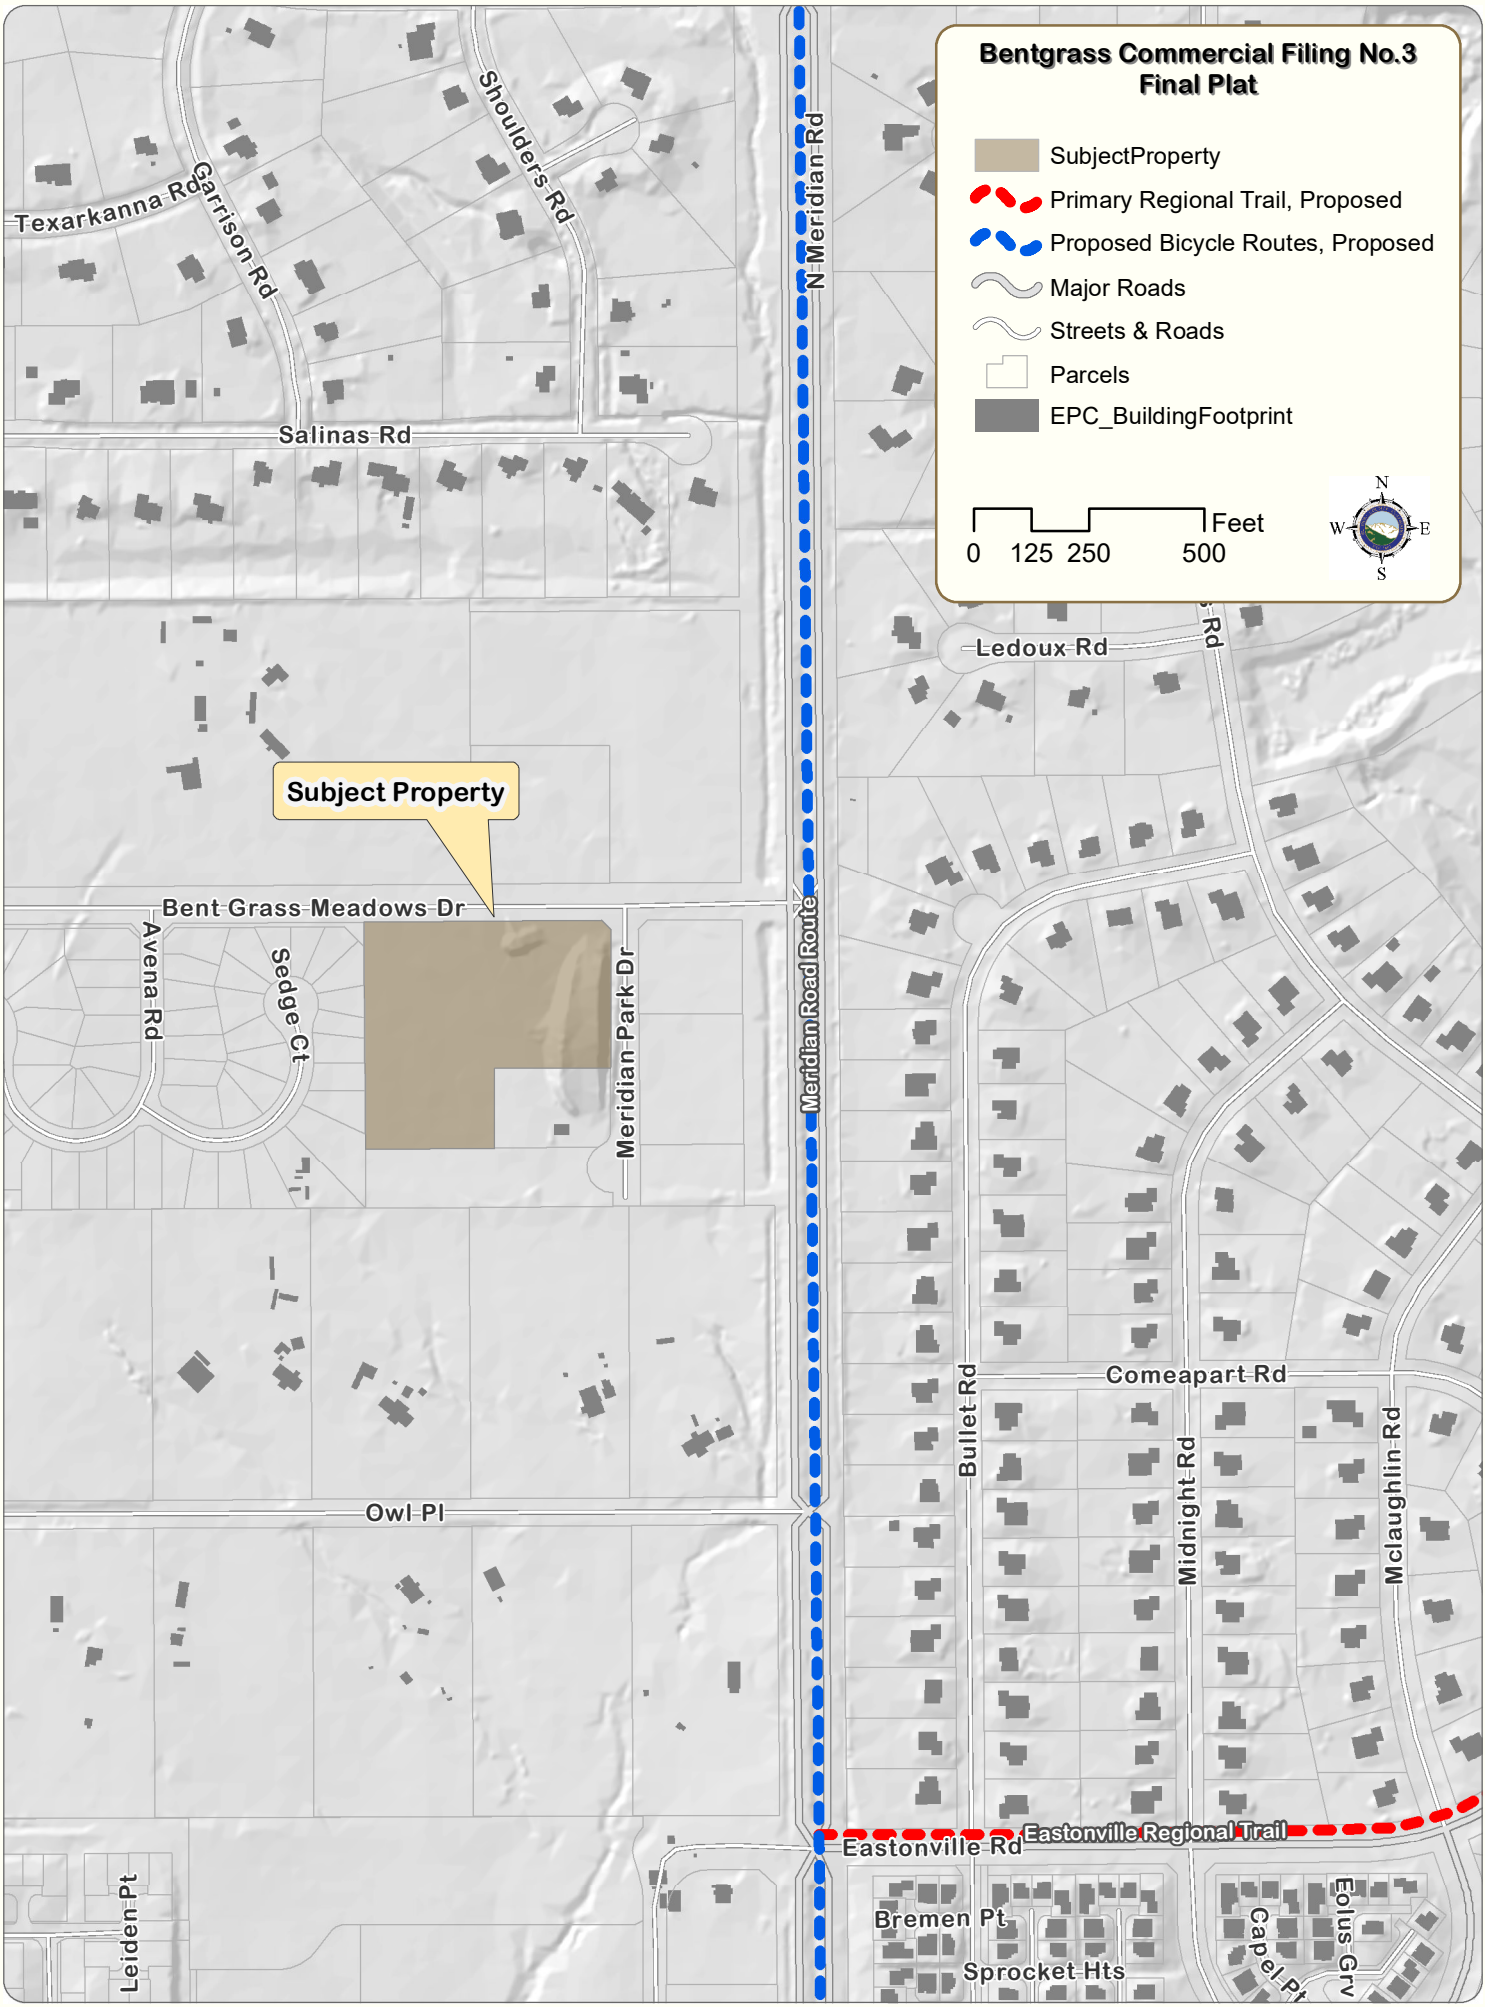 Bentgrass Commercial Filing No.3
Final Plat
SubjectProperty
Primary Regional Trail, Proposed
Proposed Bicycle Routes, Proposed
Major Roads
Streets & Roads
Parcels
EPC_BuildingFootprint
Feet
0 125 250 500
N
W E
S
Shoulders Rd
N Meridian Rd
Texarkanna Rd
Garrison Rd
Salinas Rd
s Rd
Ledoux Rd
Subject Property
Bent Grass Meadows Dr
Avena Rd
Sedge Ct
Meridian Park Dr
Meridian Road Route
Bullet Rd
Comeapart Rd
Midnight Rd
Mclaughlin Rd
Owl Pl
Eastonville Regional Trail
Eastonville Rd
Leiden Pt
Bremen Pt
Sprocket Hts
Capel Pt
Eolus Grv